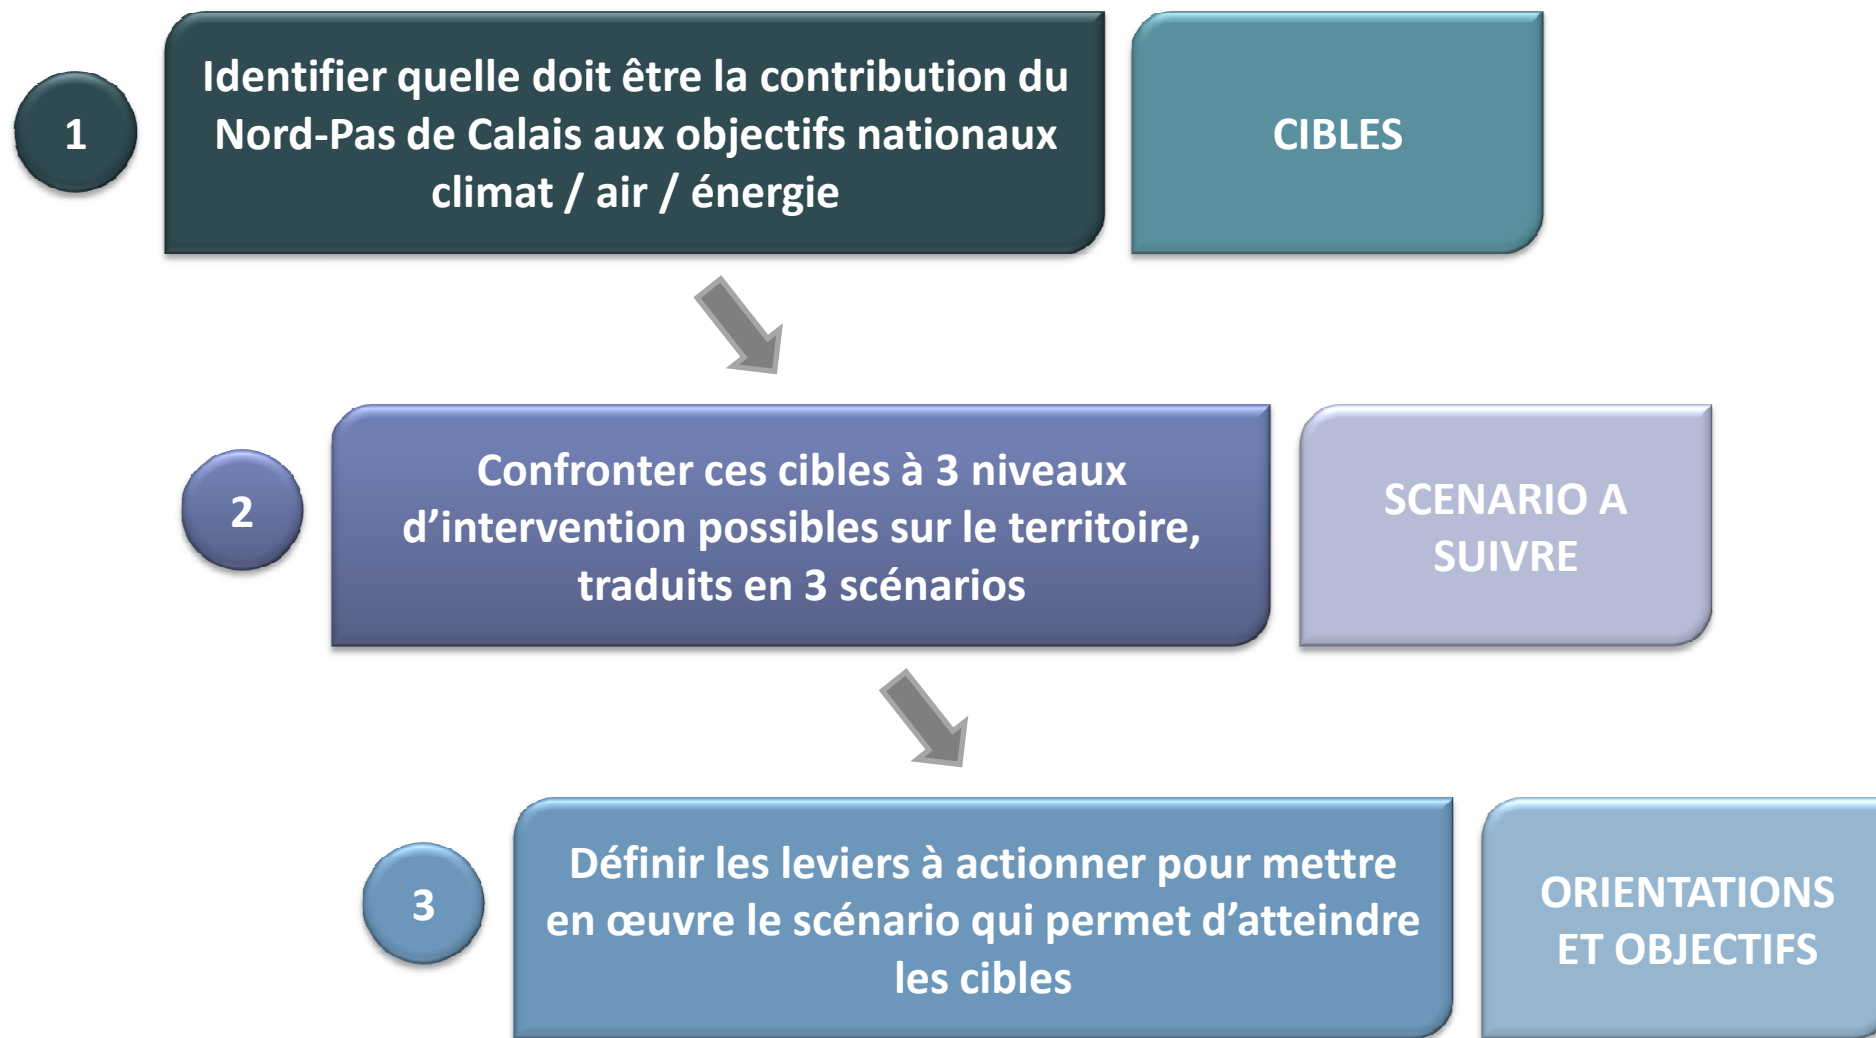 1
Identifier quelle doit être la contribution du
Nord-Pas de Calais aux objectifs nationaux
climat / air / énergie
CIBLES
2
Confronter ces cibles à 3 niveaux
d’intervention possibles sur le territoire,
traduits en 3 scénarios
SCENARIO A
SUIVRE
3
Définir les leviers à actionner pour mettre
en œuvre le scénario qui permet d’atteindre
les cibles
ORIENTATIONS
ET OBJECTIFS